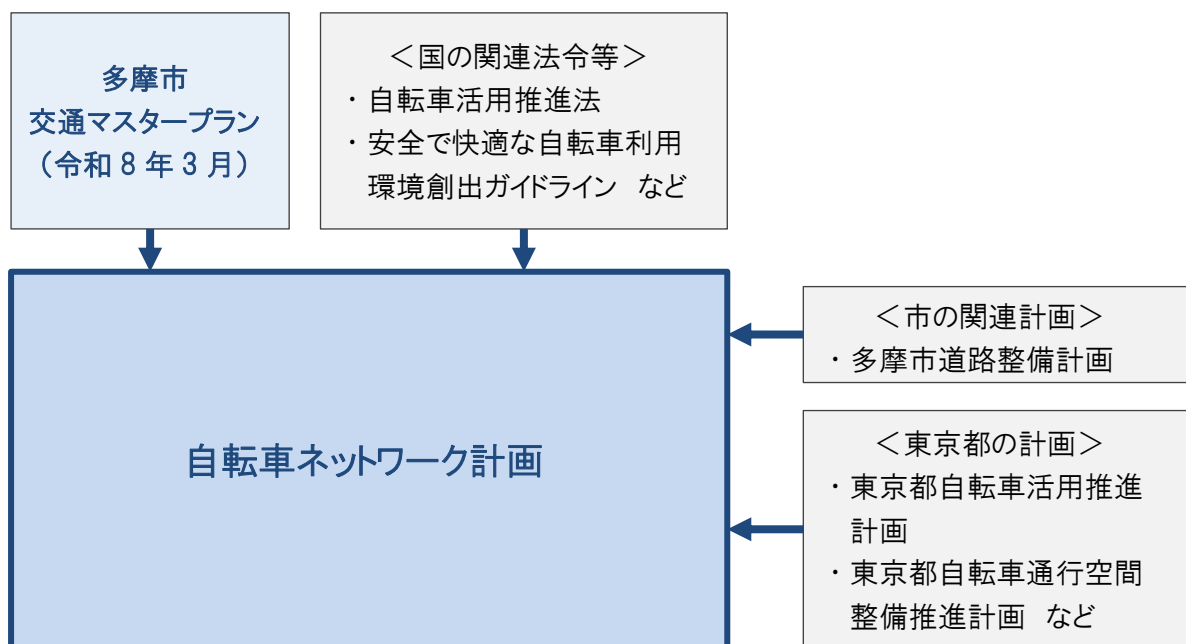 多摩市
交通マスタープラン
（令和 8 年 3 月）
＜国の関連法令等＞
・自転車活用推進法
・安全で快適な自転車利用
環境創出ガイドライン　など
＜市の関連計画＞
・多摩市道路整備計画
自転車ネットワーク計画
＜東京都の計画＞
・東京都自転車活用推進
計画
・東京都自転車通行空間
整備推進計画　など